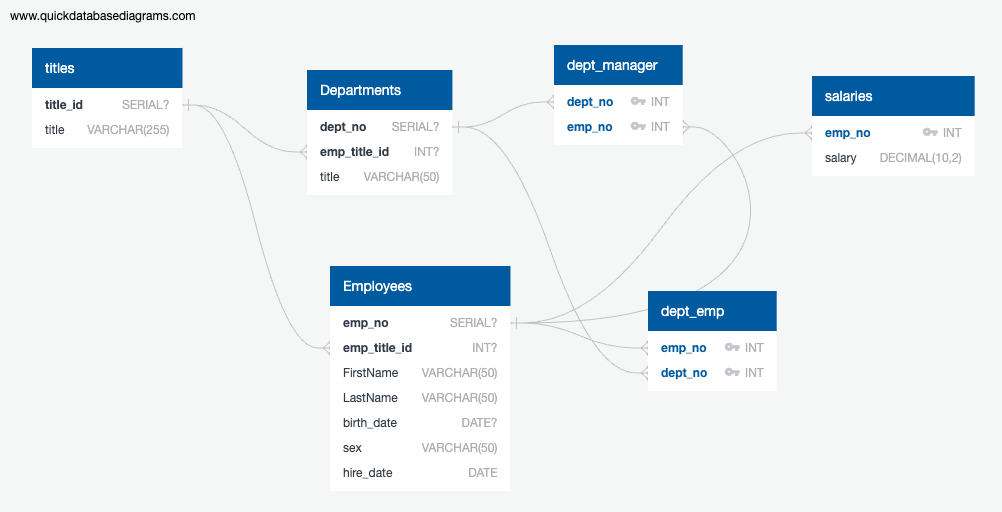 www.quickdatabasediagrams.com
titles
title_id SERIAL?
title VARCHAR(255)
Departments
dept_no SERIAL?
emp_title_id INT?
title VARCHAR(50)
dept_manager
dept_no INT
emp_no INT
salaries
emp_no INT
salary DECIMAL(10,2)
Employees
emp_no SERIAL?
emp_title_id INT?
FirstName VARCHAR(50)
LastName VARCHAR(50)
birth_date DATE?
sex VARCHAR(50)
hire_date DATE
dept_emp
emp_no INT
dept_no INT